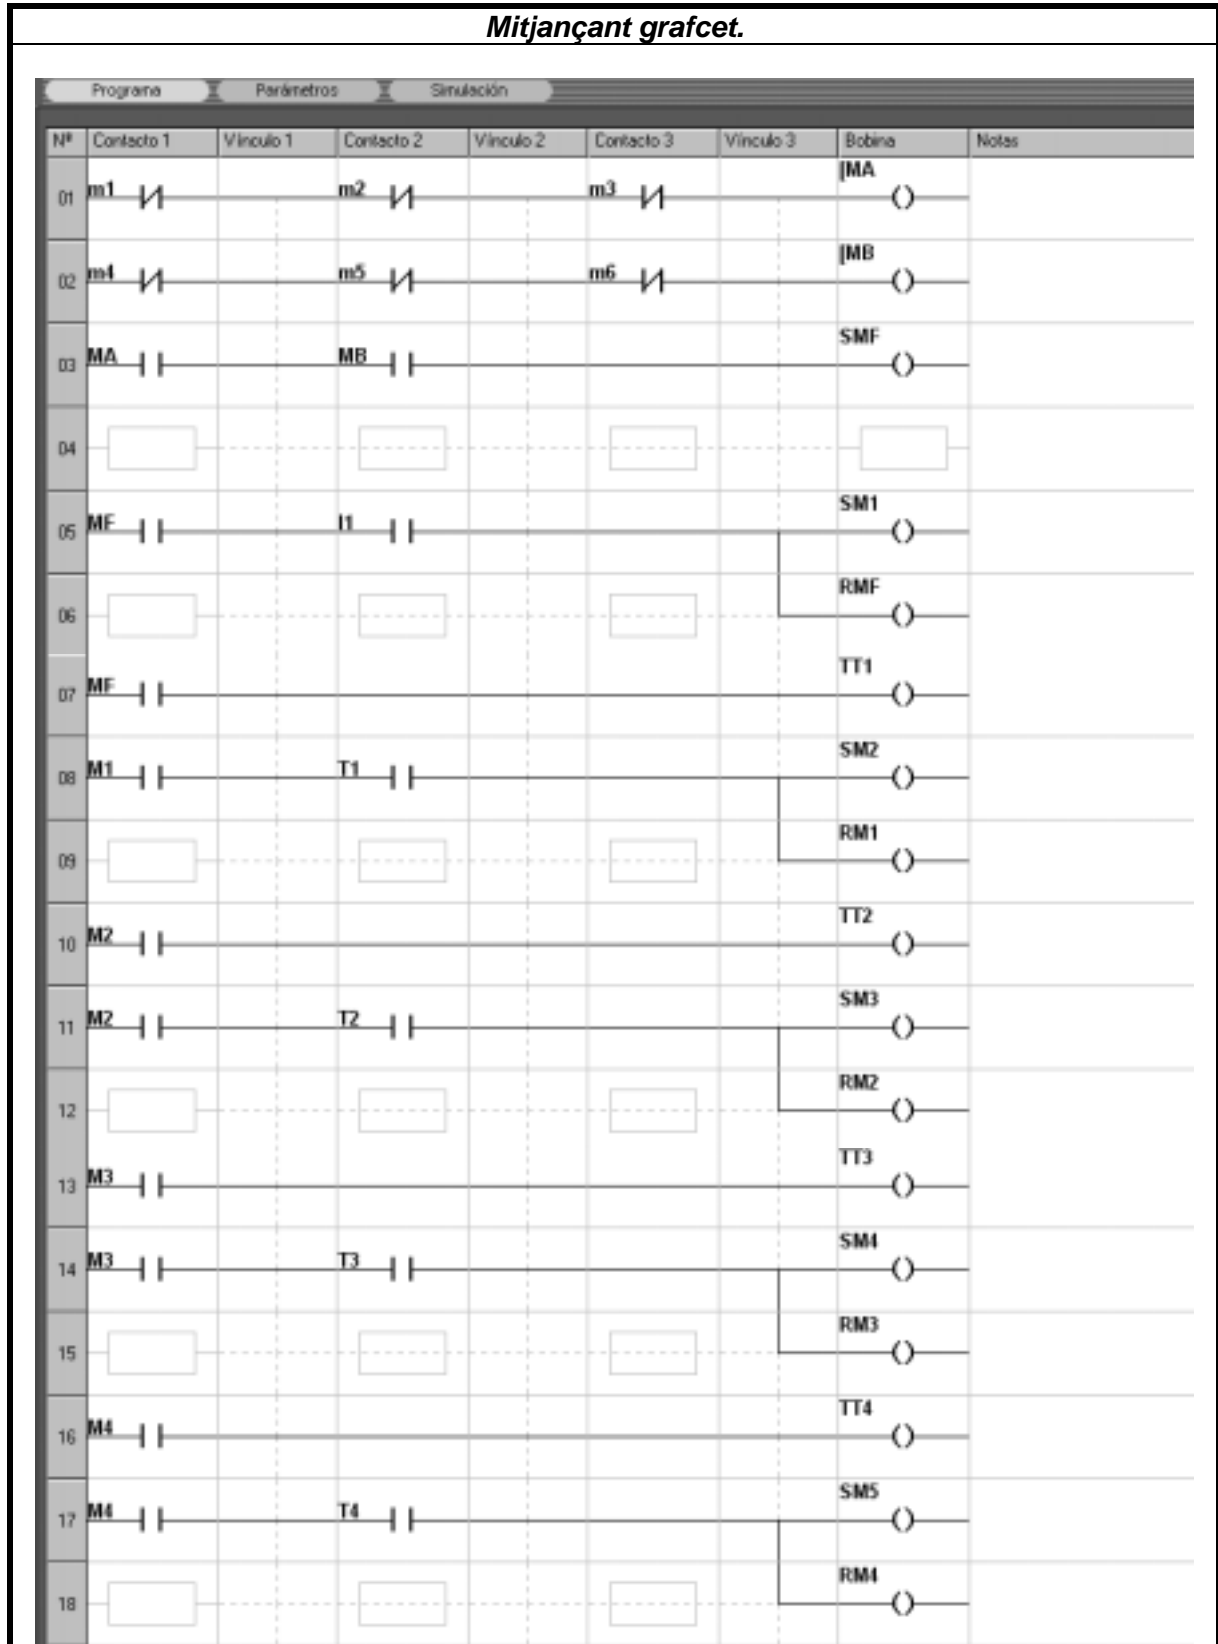 Mitjançant grafcet.
Programa Parámetros Simulación
Nº Contacto 1 Vínculo 1 Contacto 2 Vínculo 2 Contacto 3 Vínculo 3 Bobina Notas
[MA
01 m1 m2 m3
[MB
02 m4 m5 m6
SMF
03 MA MB
04
SM1
05 MF I1
RMF
06
TT1
07 MF
SM2
08 M1 T1
RM1
09
TT2
10 M2
SM3
11 M2 T2
RM2
12
TT3
13 M3
SM4
14 M3 T3
RM3
15
TT4
16 M4
SM5
17 M4 T4
RM4
18